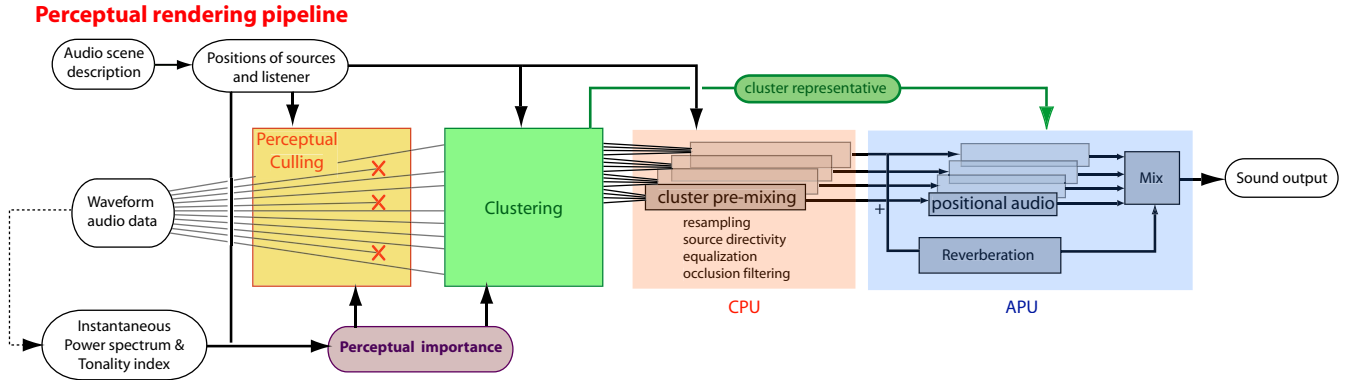 Perceptual rendering pipeline
Audio scene
description
Positions of sources
and listener
cluster representative
Perceptual
Culling
Waveform
audio data
Clustering
cluster pre-mixing
resampling
source directivity
equalization
occlusion filtering
CPU
+
positional audio
Reverberation
Mix
APU
Sound output
Instantaneous
Power spectrum &
Tonality index
Perceptual importance